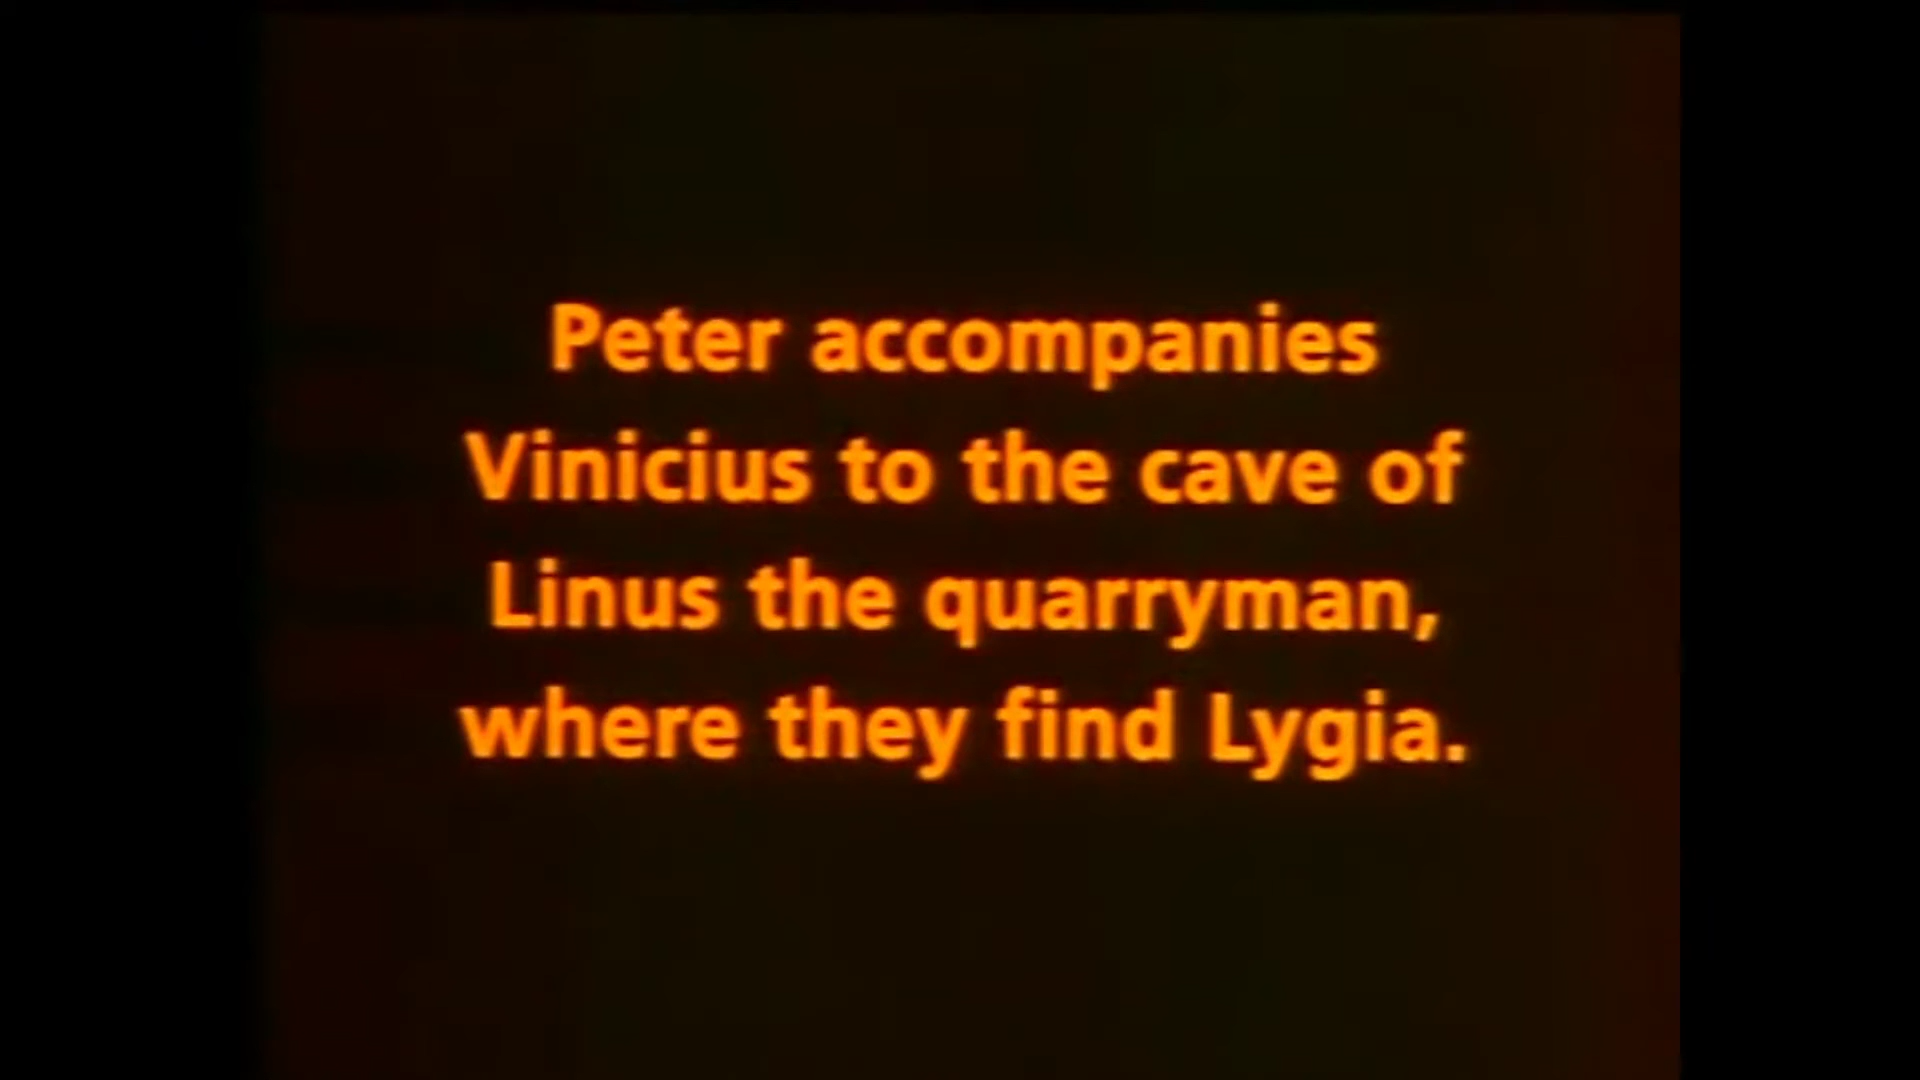 Peter accompanies
Vinicius to the cave of
Linus the quarryman,
where they find Lygia.